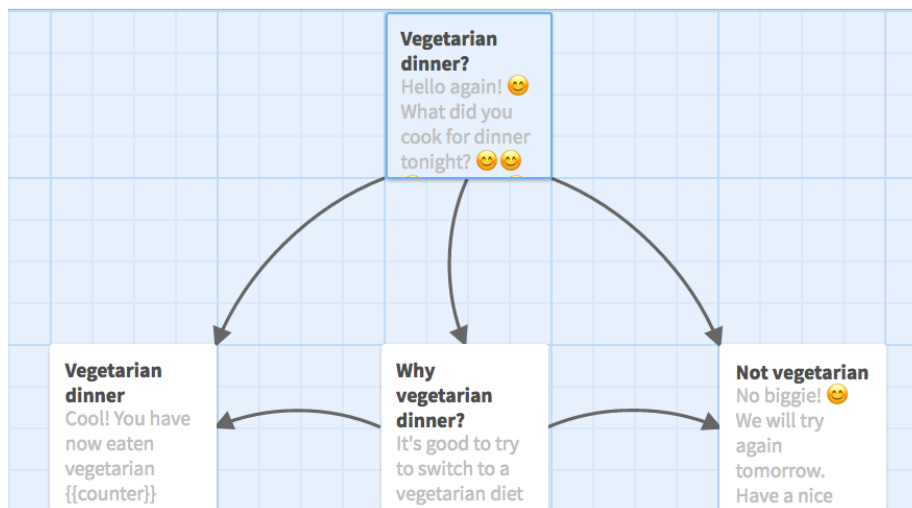 Vegetarian
dinner?
Hello again! 😊
What did you
cook for dinner
tonight? 😊😊
Vegetarian
dinner
Cool! You have
now eaten
vegetarian
{{counter}}
Why
vegetarian
dinner?
It's good to try
to switch to a
vegetarian diet
Not vegetarian
No biggie! 😊
We will try
again
tomorrow.
Have a nice